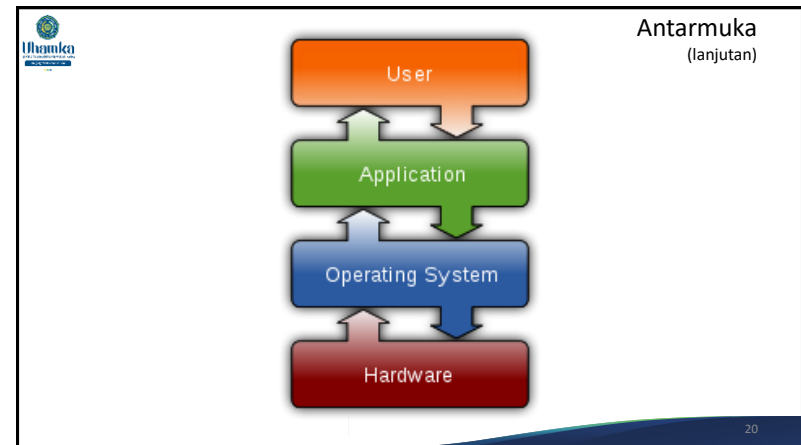 Uhamka
Antarmuka
(lanjutan)
User
Application
Operating System
Hardware
20